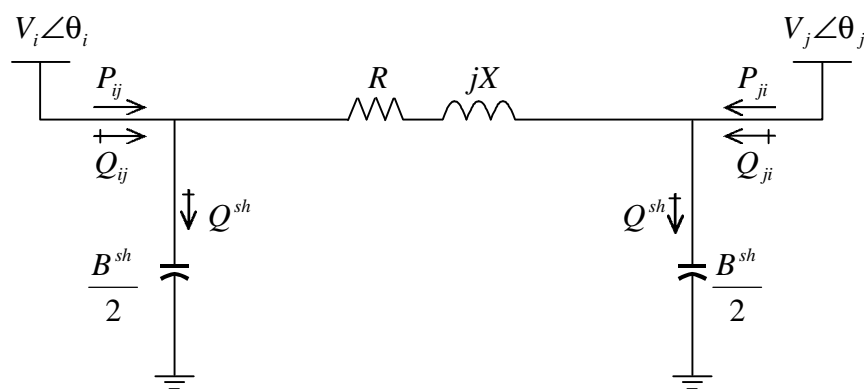 V_i∠θ_i
V_j∠θ_j
P_ij
R
jX
P_ji
Q_ij
Q_ji
Q^sh
Q^sh
B^sh
2
B^sh
2